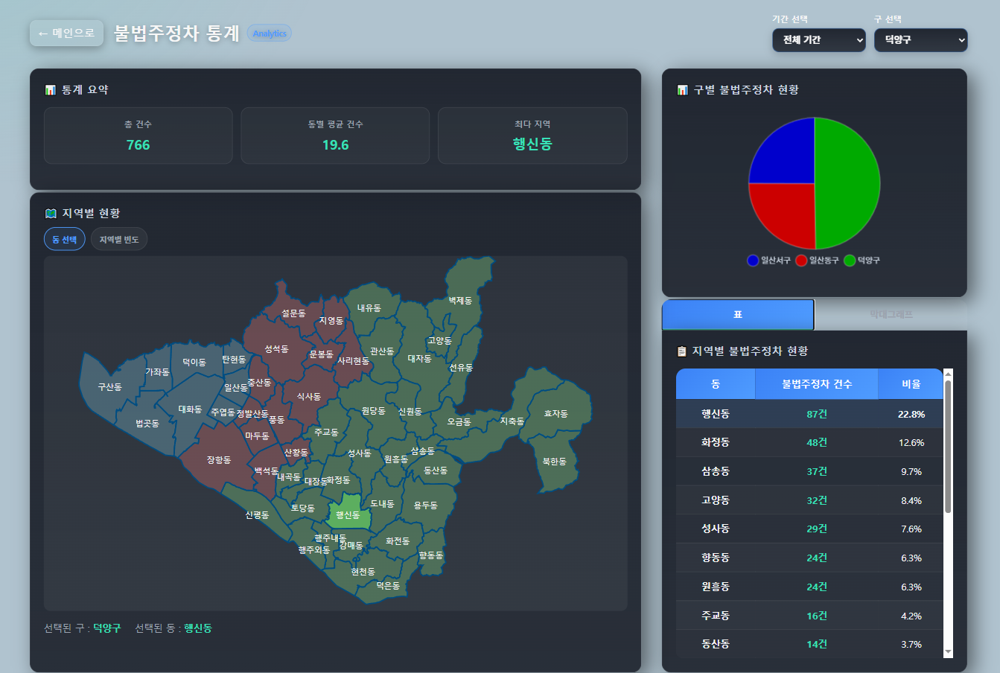 ← 메인으로
불법주정차 통계
Analytics
기간 선택
구 선택
전체 기간
덕양구
통계 요약
총 건수
766
동별 평균 건수
19.6
최다 지역
행신동
지역별 현황
동 선택
지역별 빈도
벽제동
설문동
내유동
지영동
고양동
성석동
문봉동
관산동
사리현동
대자동
선유동
탄현동
덕이동
가좌동
구산동
일산동
중산동
식사동
대화동
주엽동
정발산동
풍동
원당동
신원동
법곳동
오금동
지축동
효자동
마두동
주교동
산황동
성사동
원흥동
삼송동
장항동
백석동
내곡동
대장동
화정동
동산동
북한동
신평동
토당동
행신동
도내동
용두동
행주내동
행주외동
강매동
화전동
향동동
현천동
덕은동
선택된 구 : 덕양구
선택된 동 : 행신동
구별 불법주정차 현황
일산서구
일산동구
덕양구
표
막대그래프
지역별 불법주정차 현황
동 불법주정차 건수 비율
행신동 87건 22.8%
화정동 48건 12.6%
삼송동 37건 9.7%
고양동 32건 8.4%
성사동 29건 7.6%
향동동 24건 6.3%
원흥동 24건 6.3%
주교동 16건 4.2%
동산동 14건 3.7%